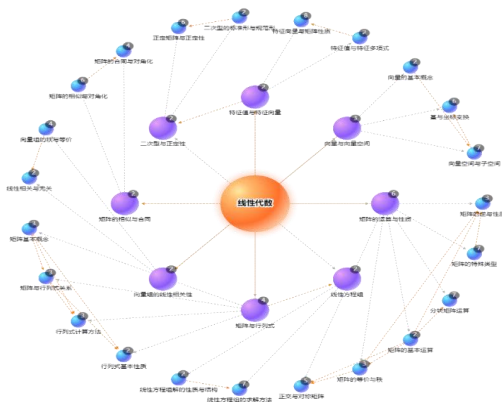 二次型的标准形与规范形
正定矩阵与正定性
特征向量与矩阵性质
特征值与特征多项式
矩阵的合同与对角化
向量的基本概念
矩阵的相似与对角化
特征值与特征向量
基与坐标变换
二次型与正定性
向量与向量空间
向量组的秩与等价
向量空间与子空间
线性相关与无关
线性代数
矩阵的相似与合同
矩阵的运算与性质
矩阵基本概念
矩阵的特殊类型
矩阵与行列式关系
向量组的线性相关性
线性方程组
矩阵与行列式
分块矩阵运算
行列式计算方法
矩阵的基本运算
行列式基本性质
矩阵的等价与秩
线性方程组解的性质与结构
正交与对称矩阵
线性方程组的求解方法